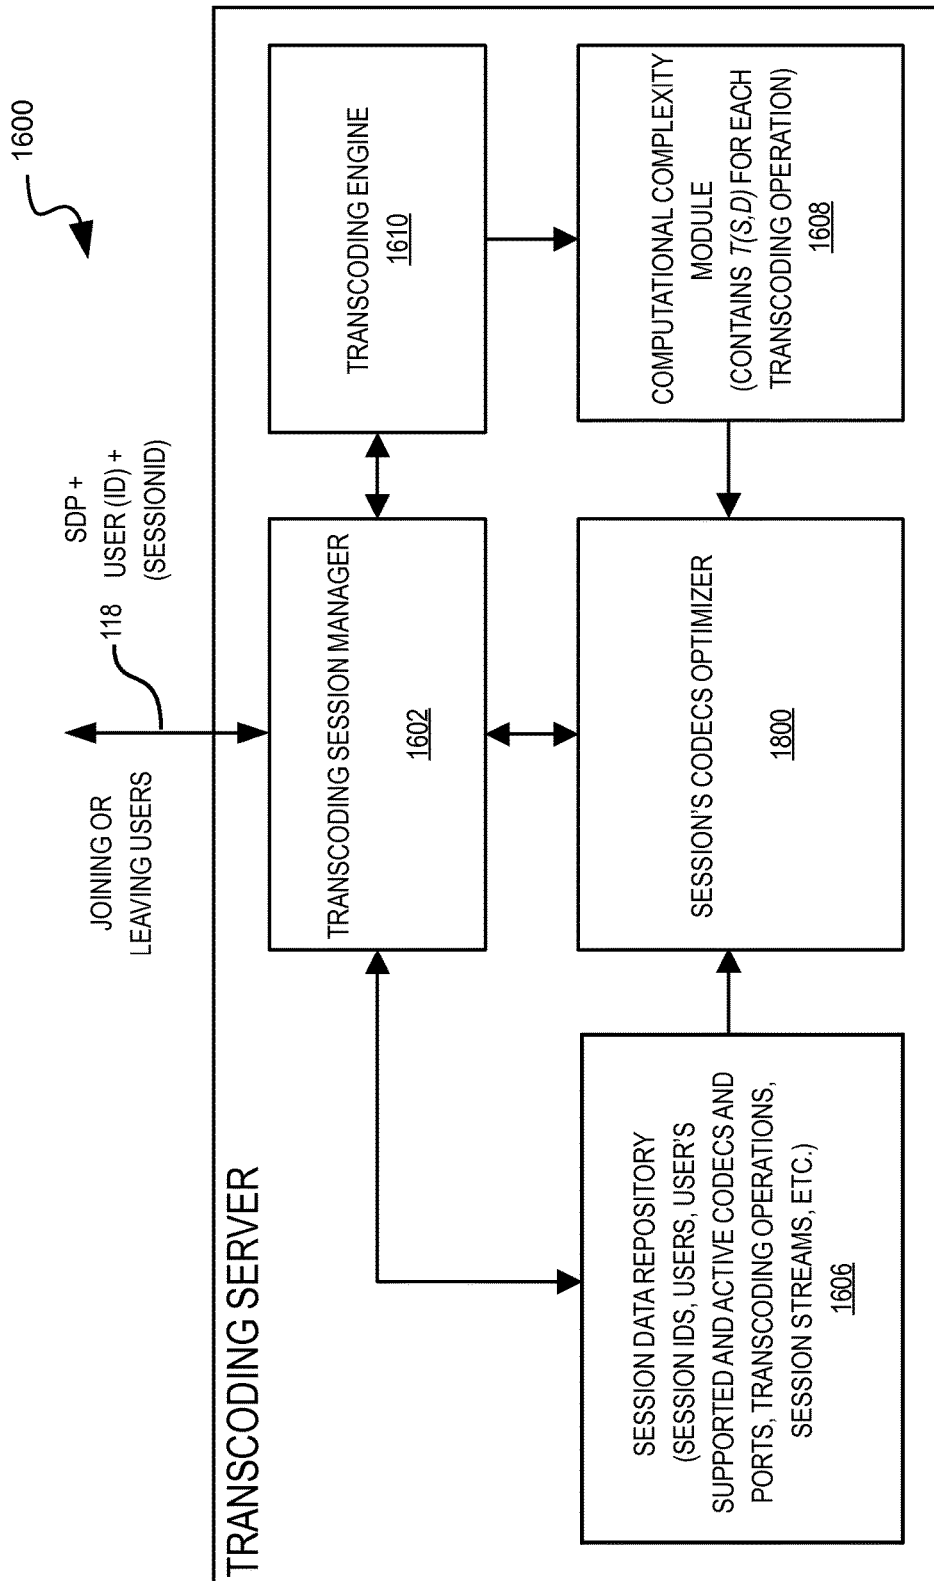 1600
JOINING OR
LEAVING USERS
118
SDP +
USER (ID) +
(SESSIONID)
TRANSCODING SERVER
TRANSCODING SESSION MANAGER
1602
TRANSCODING ENGINE
1610
SESSION DATA REPOSITORY
(SESSION IDS, USERS, USER'S
SUPPORTED AND ACTIVE CODECS AND
PORTS, TRANSCODING OPERATIONS,
SESSION STREAMS, ETC.)
1606
SESSION'S CODECS OPTIMIZER
1800
COMPUTATIONAL COMPLEXITY
MODULE
(CONTAINS T(S,D) FOR EACH
TRANSCODING OPERATION)
1608